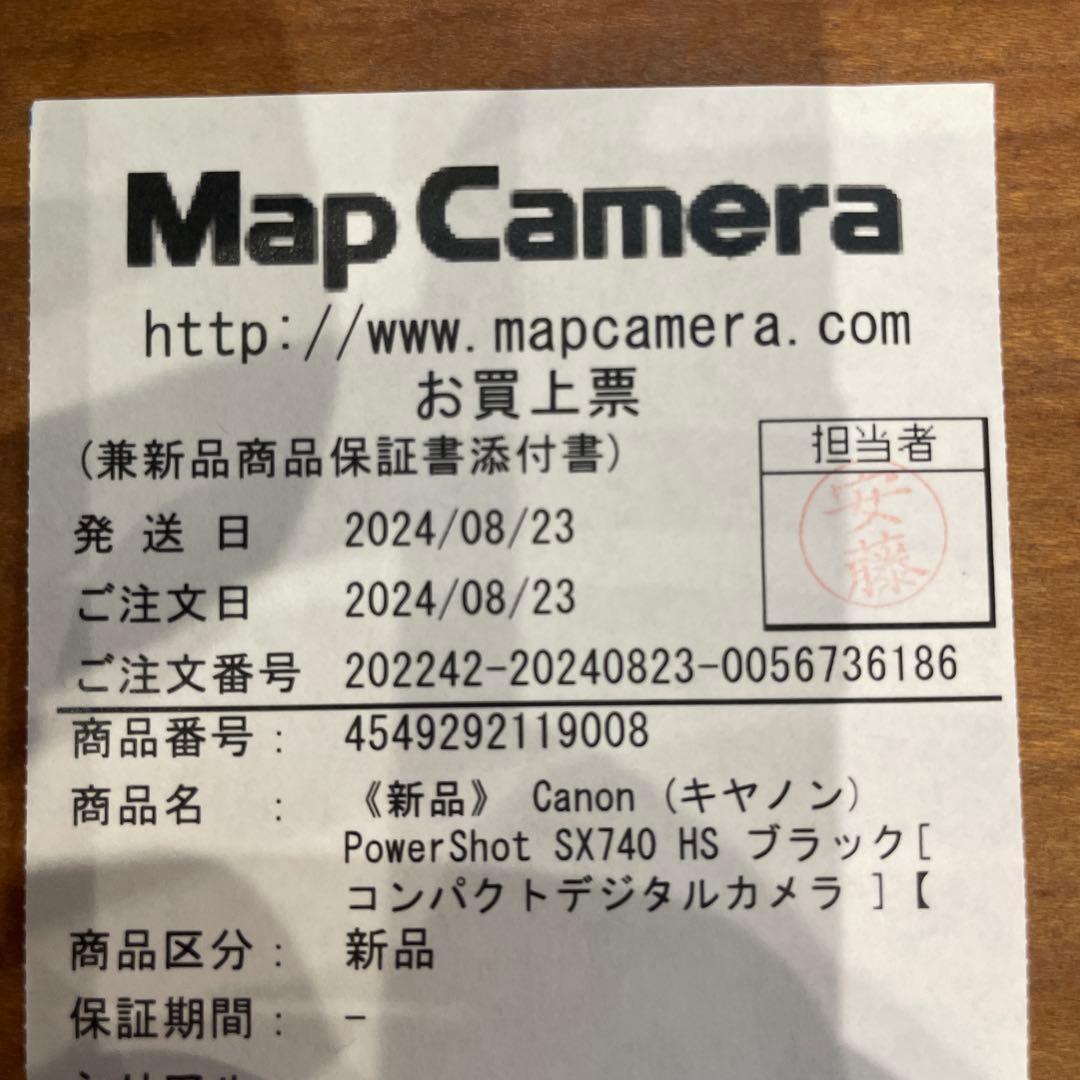 Map Camera
http://www.mapcamera.com
お買上票
(兼新品商品保証書添付書)
担当者
安藤
発送日 2024/08/23
ご注文日 2024/08/23
ご注文番号 202242-20240823-0056736186
商品番号: 4549292119008
商品名 : 《新品》 Canon (キヤノン)
PowerShot SX740 HS ブラック[
コンパクトデジタルカメラ ]【
商品区分: 新品
保証期間: -